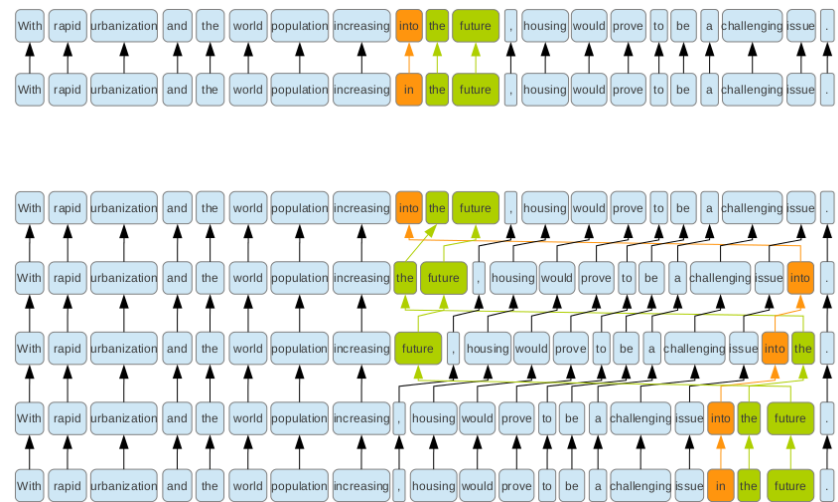 With rapid urbanization and the world population increasing into the future , housing would prove to be a challenging issue .
With rapid urbanization and the world population increasing in the future , housing would prove to be a challenging issue .
With rapid urbanization and the world population increasing into the future , housing would prove to be a challenging issue .
With rapid urbanization and the world population increasing the future , housing would prove to be a challenging issue into .
With rapid urbanization and the world population increasing future , housing would prove to be a challenging issue into the .
With rapid urbanization and the world population increasing , housing would prove to be a challenging issue into the future .
With rapid urbanization and the world population increasing , housing would prove to be a challenging issue in the future .